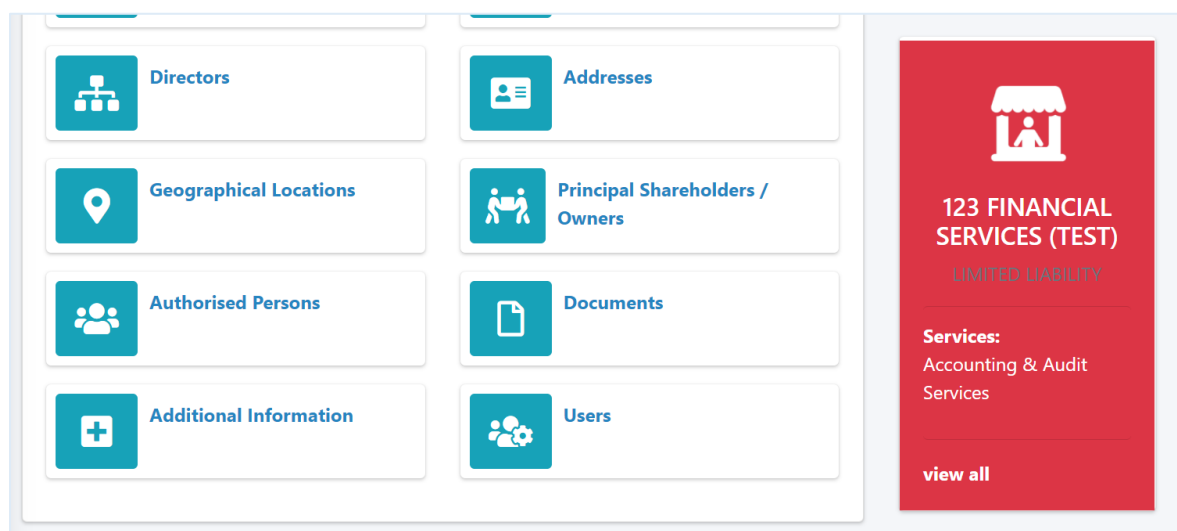 Directors
Addresses
Geographical Locations
Principal Shareholders /
Owners
Authorised Persons
Documents
Additional Information
Users
123 FINANCIAL
SERVICES (TEST)
LIMITED LIABILITY
Services:
Accounting & Audit
Services
view all